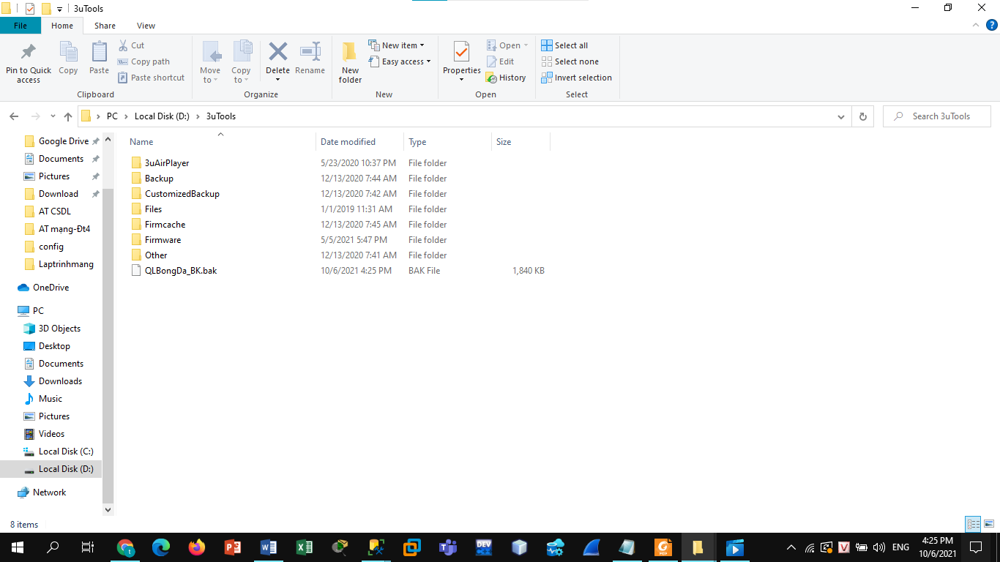 3uTools
File Home Share View
Pin to Quick access
Copy
Paste
Cut
Copy path
Paste shortcut
Clipboard
Move to
Copy to
Delete
Rename
Organize
New folder
New item
Easy access
New
Properties
Open
Edit
History
Open
Select all
Select none
Invert selection
Select
PC Local Disk (D:) 3uTools
Search 3uTools
Google Drive
Documents
Pictures
Download
AT CSDL
AT mạng-Đt4
config
Laptrinhmang
OneDrive
PC
3D Objects
Desktop
Documents
Downloads
Music
Pictures
Videos
Local Disk (C:)
Local Disk (D:)
Network
Name Date modified Type Size
3uAirPlayer 5/23/2020 10:37 PM File folder
Backup 12/13/2020 7:44 AM File folder
CustomizedBackup 12/13/2020 7:42 AM File folder
Files 1/1/2019 11:31 AM File folder
Firmcache 12/13/2020 7:45 AM File folder
Firmware 5/5/2021 5:47 PM File folder
Other 12/13/2020 7:41 AM File folder
QLBongDa_BK.bak 10/6/2021 4:25 PM BAK File 1,840 KB
8 items
DEV
PDF
V
ENG
4:25 PM
10/6/2021